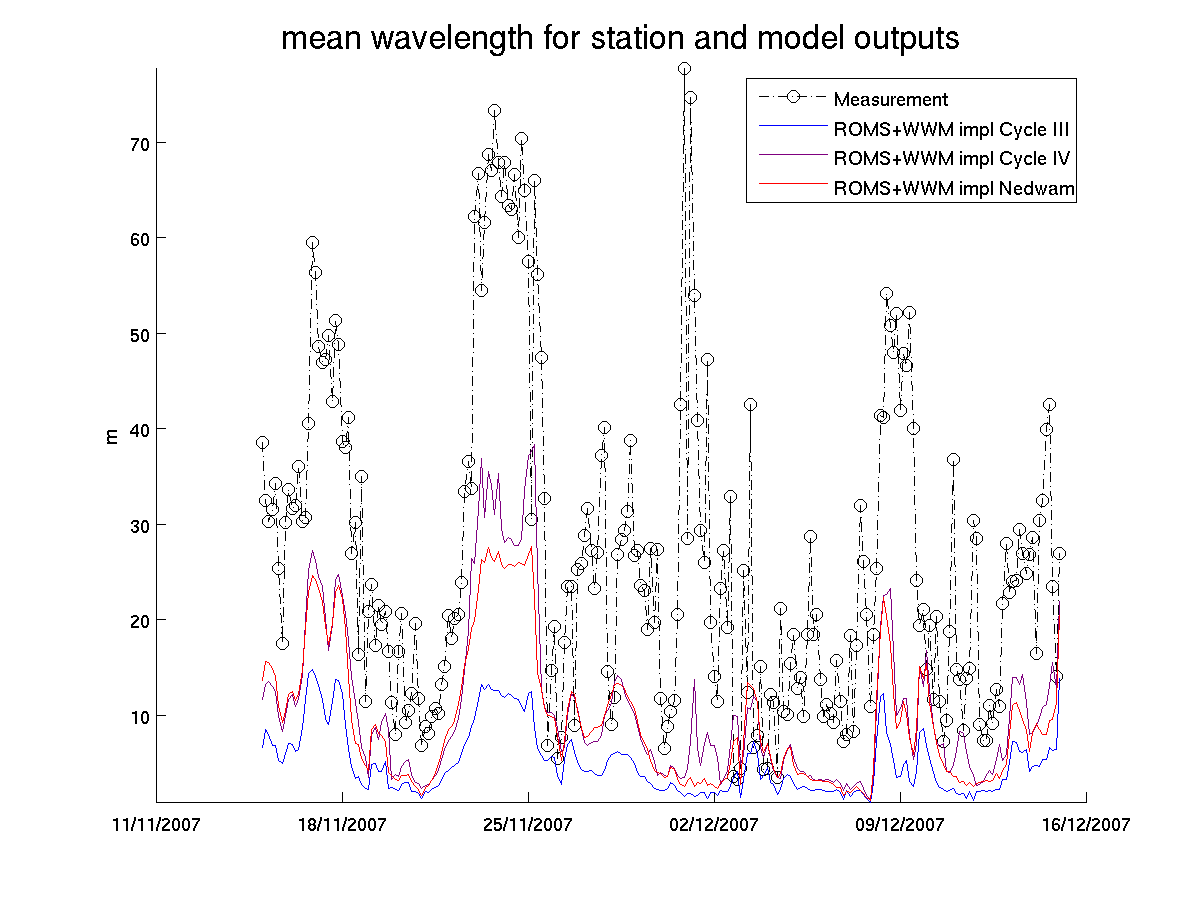 mean wavelength for station and model outputs
Measurement
ROMS+WWM impl Cycle III
ROMS+WWM impl Cycle IV
ROMS+WWM impl Nedwam
70
60
50
40
30
20
10
m
11/11/2007
18/11/2007
25/11/2007
02/12/2007
09/12/2007
16/12/2007